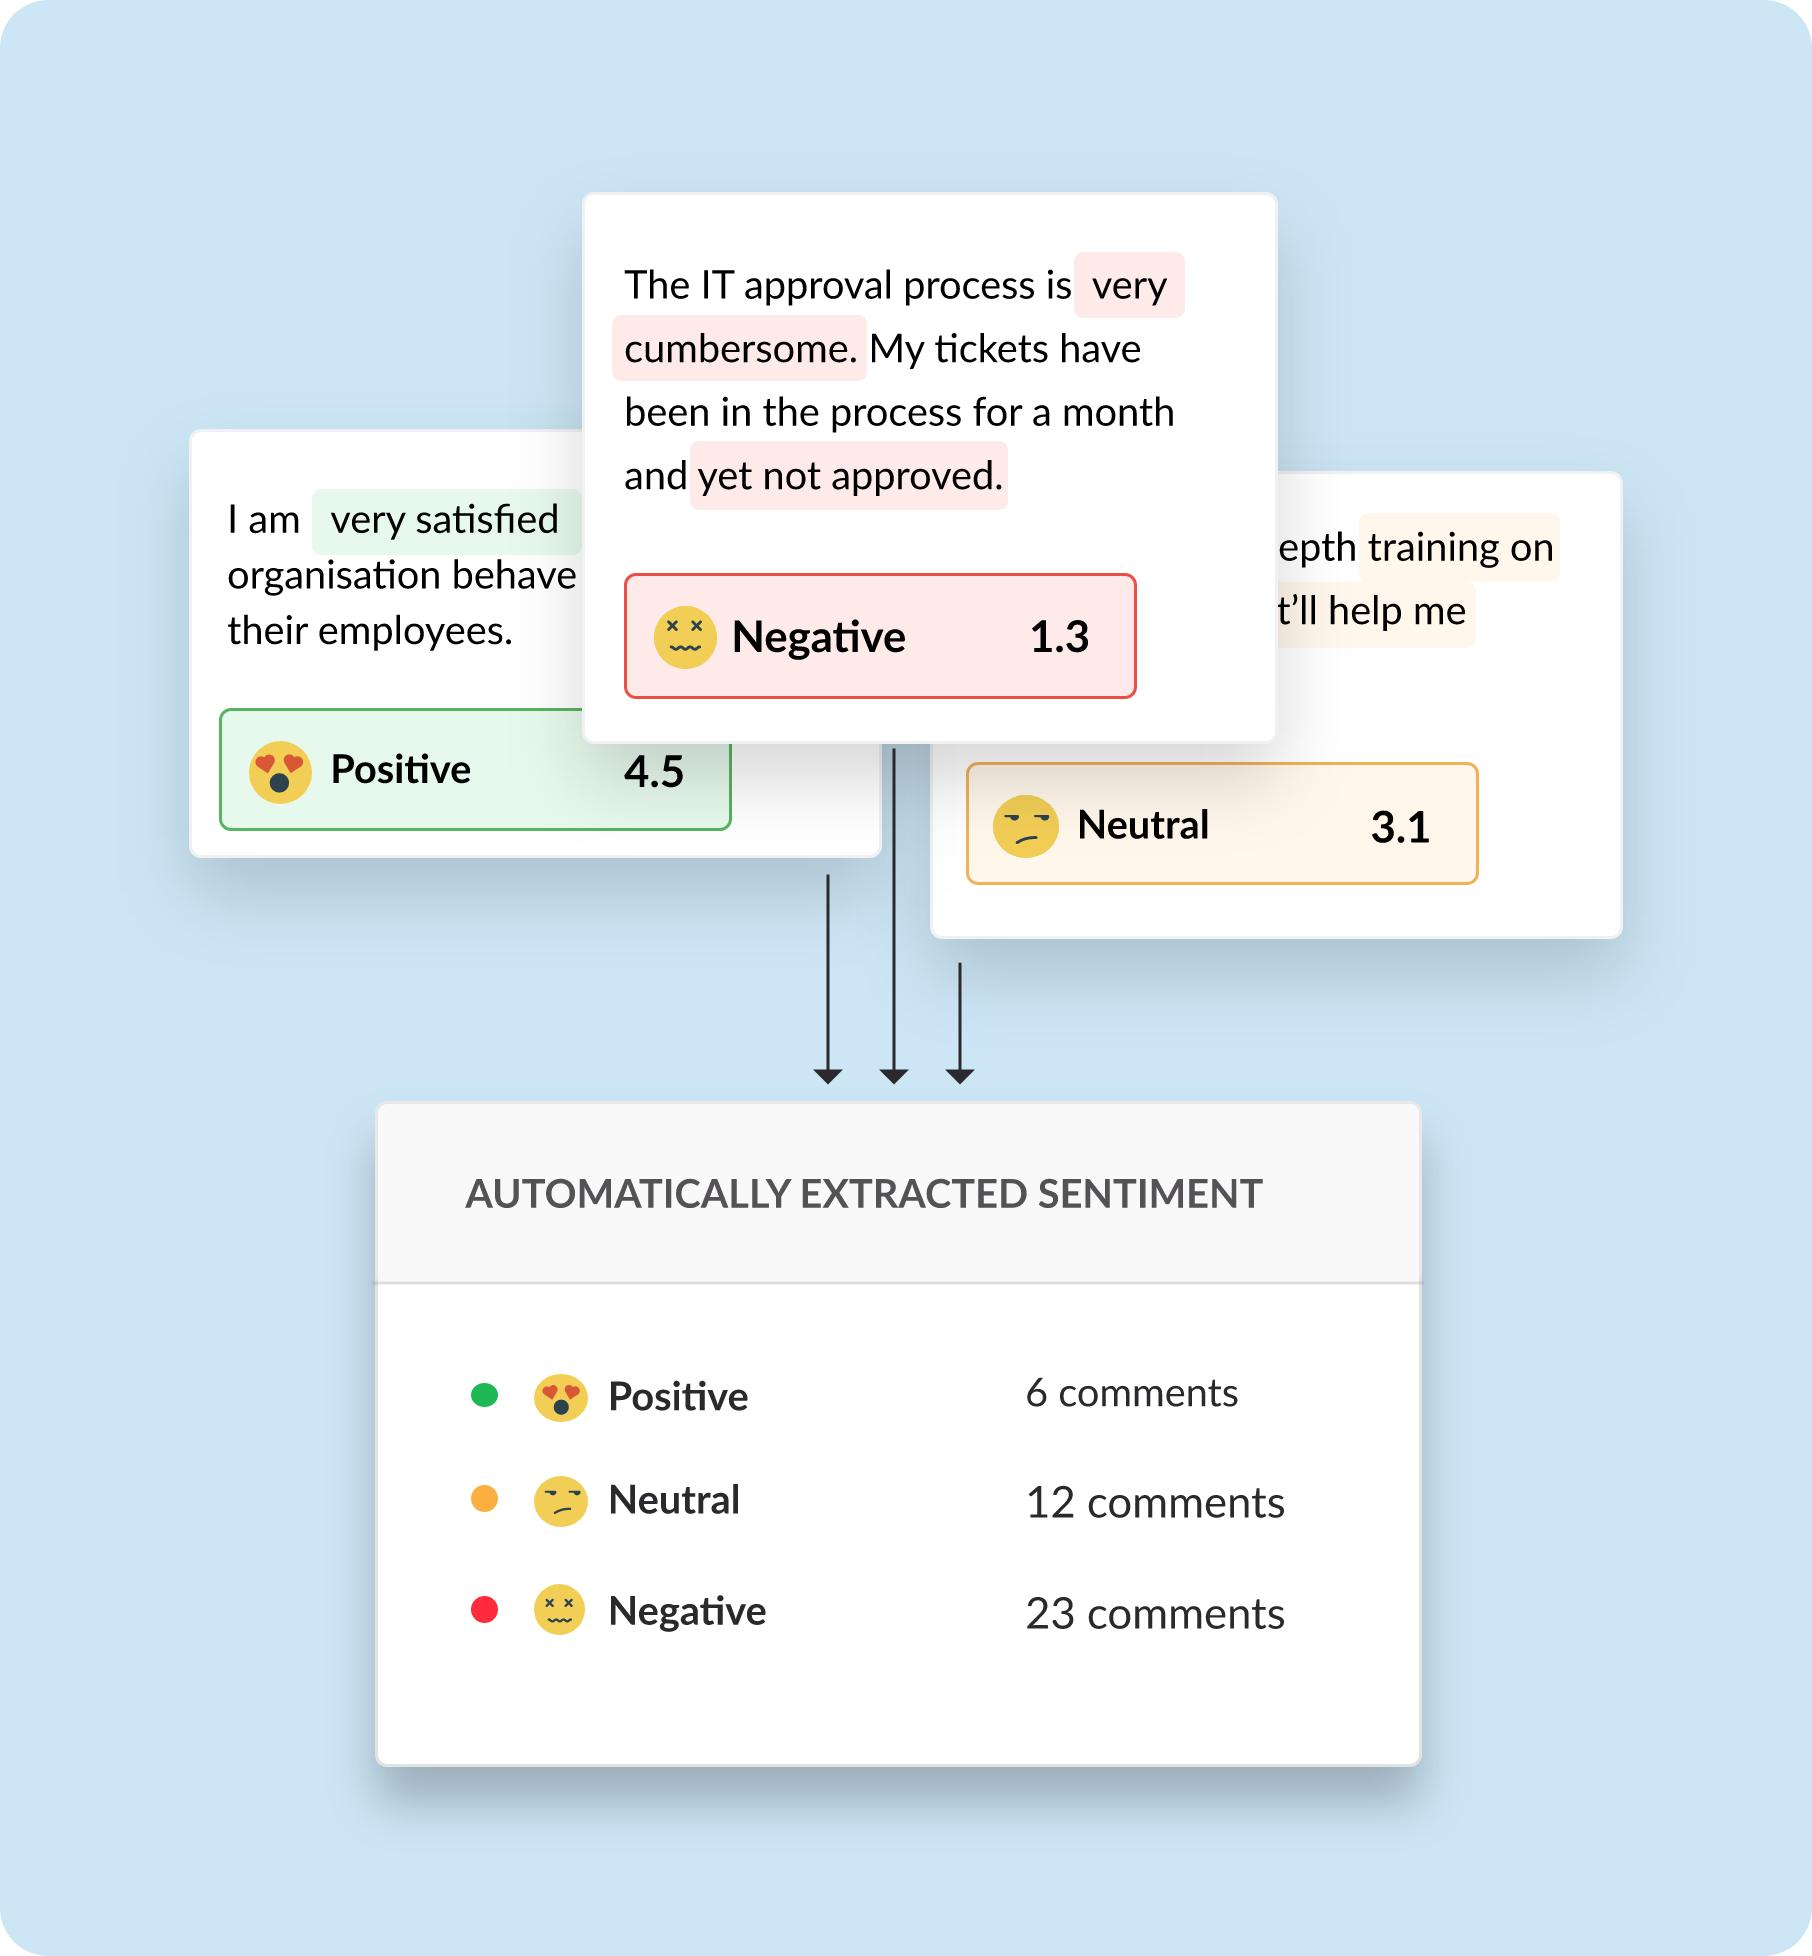 The IT approval process is very
cumbersome. My tickets have
been in the process for a month
and yet not approved.
Negative 1.3
I am very satisfied
organisation behave
their employees.
Positive 4.5
training on
help me
Neutral 3.1
AUTOMATICALLY EXTRACTED SENTIMENT
Positive 6 comments
Neutral 12 comments
Negative 23 comments